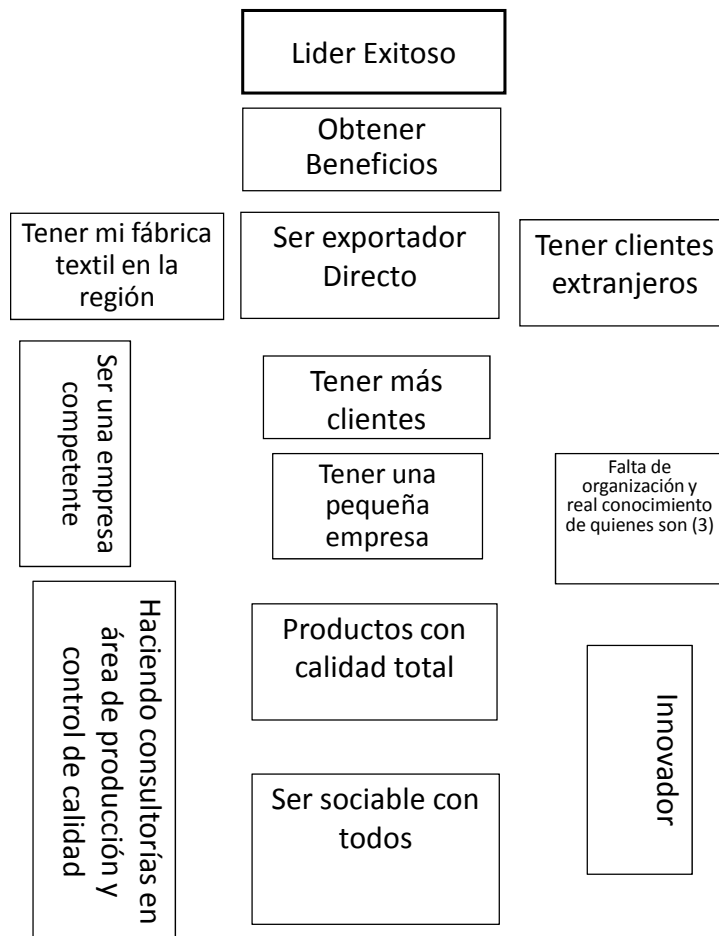 Lider Exitoso
Obtener
Beneficios
Tener mi fábrica
textil en la
región
Ser exportador
Directo
Tener clientes
extranjeros
Ser una empresa
competente
Tener más
clientes
Tener una
pequeña
empresa
Falta de
organización y
real conocimiento
de quienes son (3)
Haciendo consultorías en
área de producción y
control de calidad
Productos con
calidad total
Innovador
Ser sociable con
todos